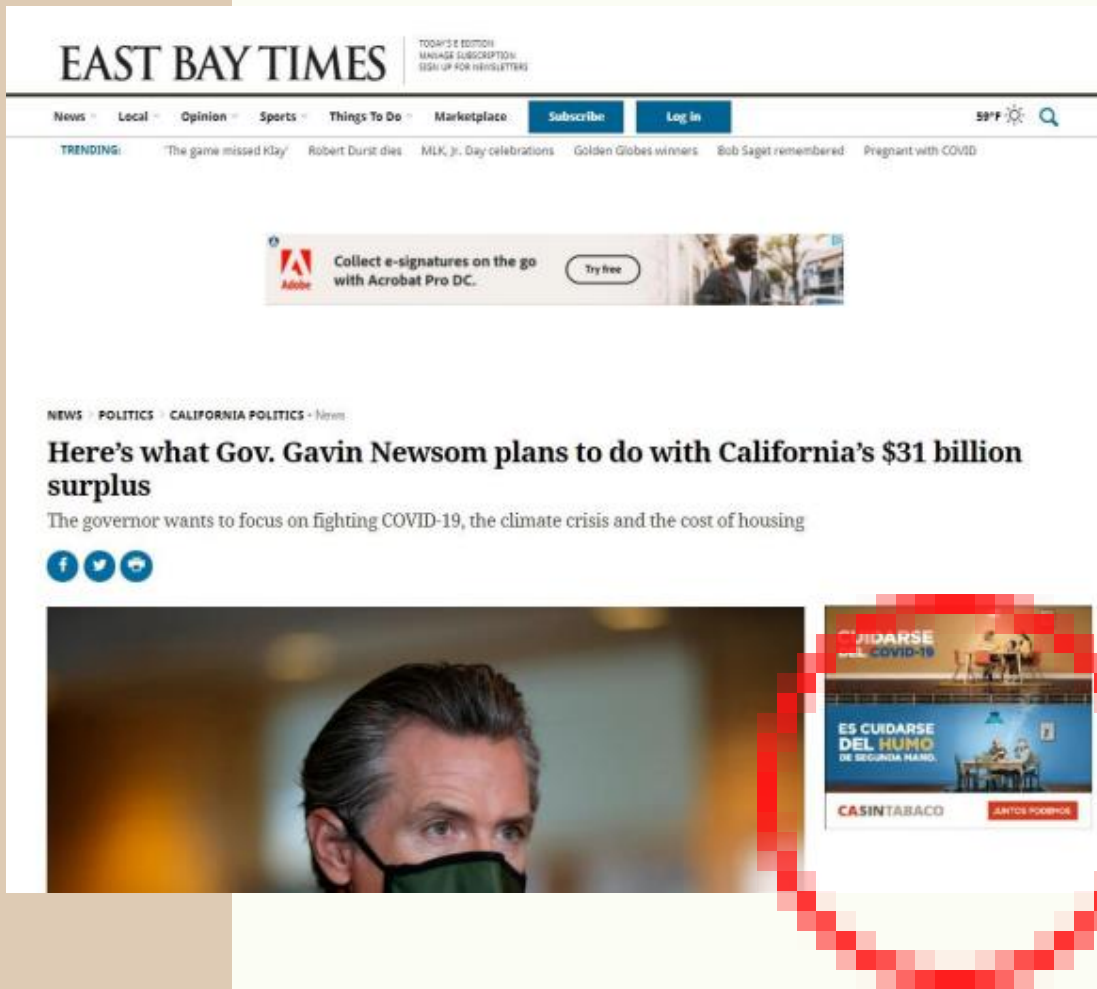 EAST BAY TIMES
TODAY'S E EDITION
MANAGE SUBSCRIPTION
SIGN UP FOR NEWSLETTERS
News Local Opinion Sports Things To Do Marketplace Subscribe Log In 59°F
TRENDING: 'The game missed Klay' Robert Durst dies MLK, Jr. Day celebrations Golden Globes winners Bob Saget remembered Pregnant with COVID
Adobe
Collect e-signatures on the go
with Acrobat Pro DC.
Try free
NEWS POLITICS CALIFORNIA POLITICS • News
Here's what Gov. Gavin Newsom plans to do with California's $31 billion
surplus
The governor wants to focus on fighting COVID-19, the climate crisis and the cost of housing
CUIDARSE
DEL COVID-19
ES CUIDARSE
DEL HUMO
DE SEGUNDA MANO.
CASINTABACO
JUNTOS PODEMOS